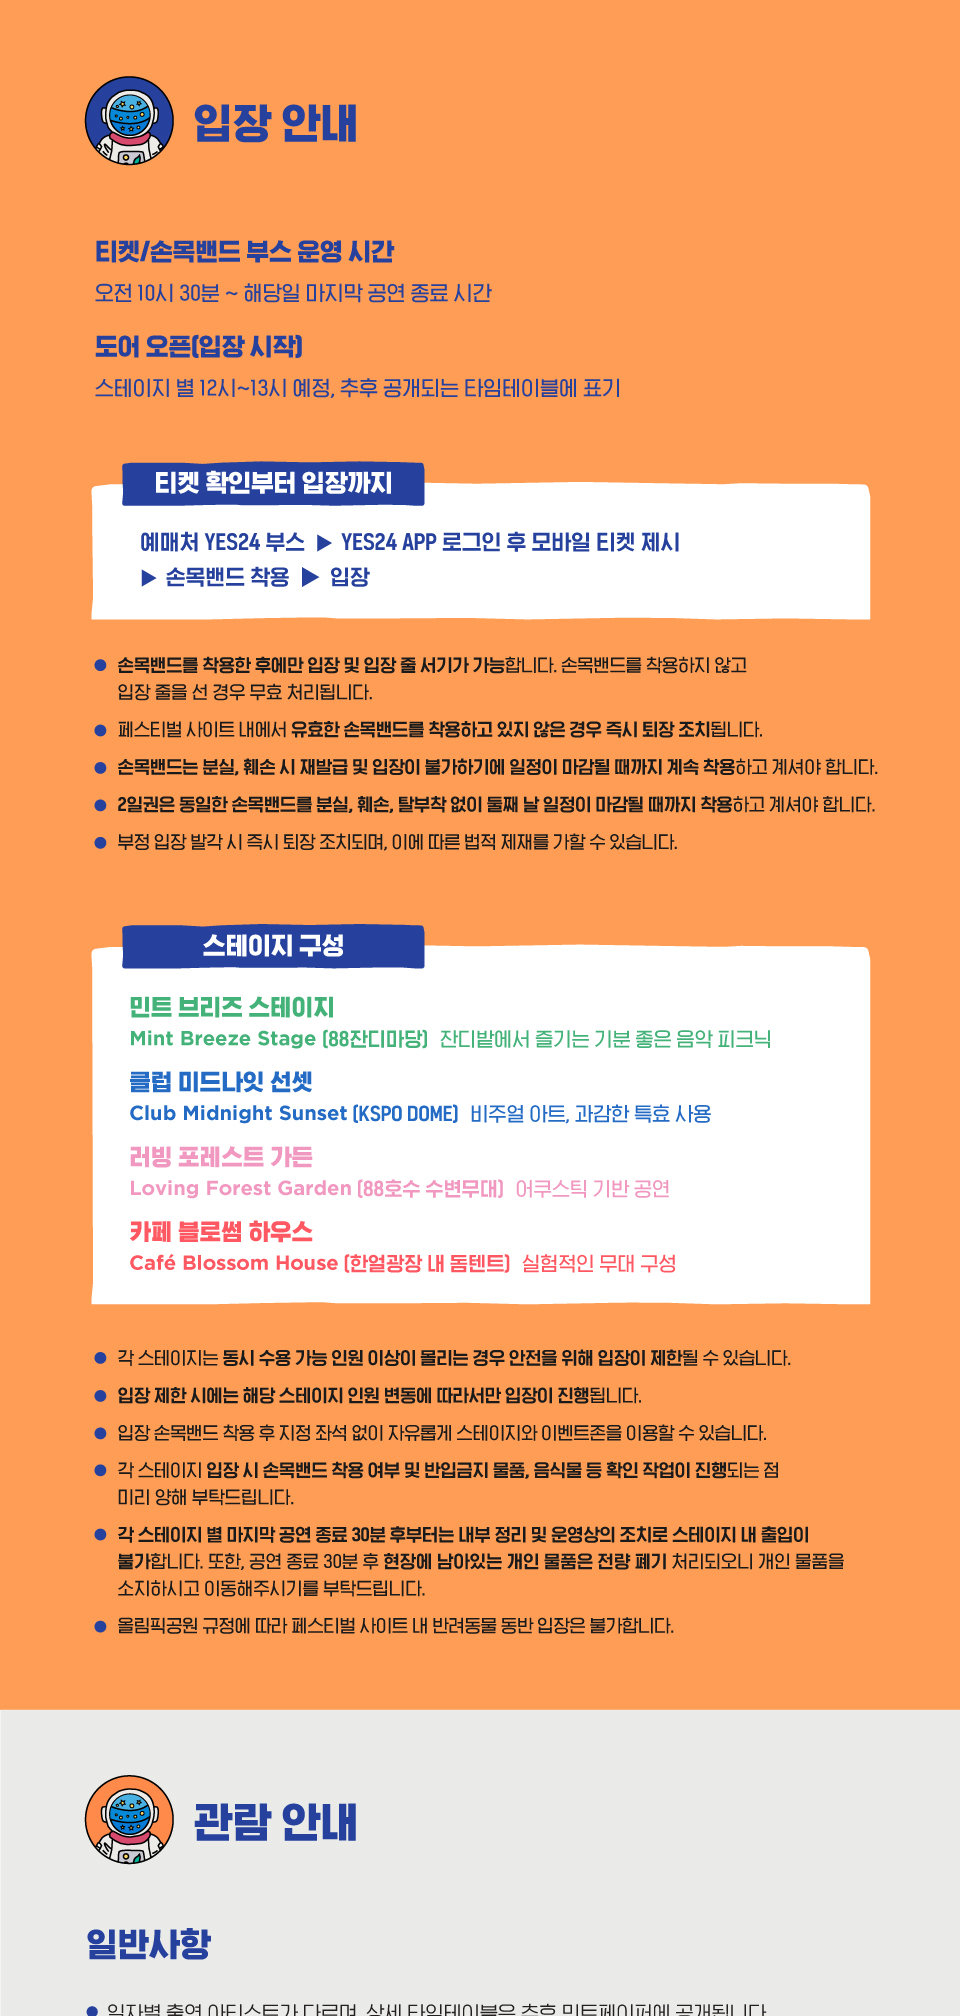 입장 안내
티켓/손목밴드 부스 운영 시간
오전 10시 30분 ~ 해당일 마지막 공연 종료 시간
도어 오픈(입장 시작)
스테이지 별 12시~13시 예정, 추후 공개되는 타임테이블에 표기
티켓 확인부터 입장까지
예매처 YES24 부스 ▶ YES24 APP 로그인 후 모바일 티켓 제시
▶ 손목밴드 착용 ▶ 입장
● 손목밴드를 착용한 후에만 입장 및 입장 줄 서기가 가능합니다. 손목밴드를 착용하지 않고
입장 줄을 선 경우 무효 처리됩니다.
● 페스티벌 사이트 내에서 유효한 손목밴드를 착용하고 있지 않은 경우 즉시 퇴장 조치됩니다.
● 손목밴드는 분실, 훼손 시 재발급 및 입장이 불가하기에 일정이 마감될 때까지 계속 착용하고 계셔야 합니다.
● 2일권은 동일한 손목밴드를 분실, 훼손, 탈부착 없이 둘째 날 일정이 마감될 때까지 착용하고 계셔야 합니다.
● 부정 입장 발각 시 즉시 퇴장 조치되며, 이에 따른 법적 제재를 가할 수 있습니다.
스테이지 구성
민트 브리즈 스테이지
Mint Breeze Stage (88잔디마당) 잔디밭에서 즐기는 기분 좋은 음악 피크닉
클럽 미드나잇 선셋
Club Midnight Sunset (KSPO DOME) 비주얼 아트, 과감한 특효 사용
러빙 포레스트 가든
Loving Forest Garden (88호수 수변무대) 어쿠스틱 기반 공연
카페 블로썸 하우스
Café Blossom House (한얼광장 내 돔텐트) 실험적인 무대 구성
● 각 스테이지는 동시 수용 가능 인원 이상이 몰리는 경우 안전을 위해 입장이 제한될 수 있습니다.
● 입장 제한 시에는 해당 스테이지 인원 변동에 따라서만 입장이 진행됩니다.
● 입장 손목밴드 착용 후 지정 좌석 없이 자유롭게 스테이지와 이벤트존을 이용할 수 있습니다.
● 각 스테이지 입장 시 손목밴드 착용 여부 및 반입금지 물품, 음식물 등 확인 작업이 진행되는 점
미리 양해 부탁드립니다.
● 각 스테이지 별 마지막 공연 종료 30분 후부터는 내부 정리 및 운영상의 조치로 스테이지 내 출입이
불가합니다. 또한, 공연 종료 30분 후 현장에 남아있는 개인 물품은 전량 폐기 처리되오니 개인 물품을
소지하시고 이동해주시기를 부탁드립니다.
● 올림픽공원 규정에 따라 페스티벌 사이트 내 반려동물 동반 입장은 불가합니다.
관람 안내
일반사항
● 일자별 출연 아티스트가 다르며, 상세 타임테이블은 추후 민트페이퍼에 공개됩니다.